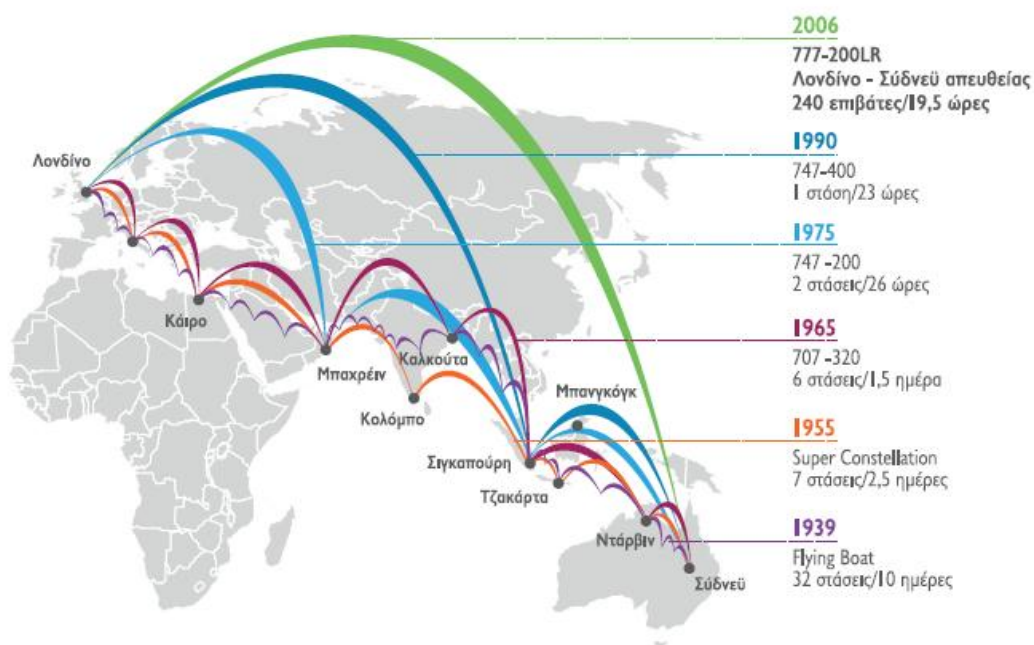 2006
777-200LR
Λονδίνο - Σύδνεϋ απευθείας
240 επιβάτες/19,5 ώρες
Λονδίνο
1990
747-400
1 στάση/23 ώρες
1975
747 -200
2 στάσεις/26 ώρες
Κάιρο
1965
707 -320
6 στάσεις/1,5 ημέρα
Καλκούτα
Μπαχρέιν
Μπανγκόγκ
Κολόμπο
1955
Super Constellation
7 στάσεις/2,5 ημέρες
Σιγκαπούρη
Τζακάρτα
1939
Flying Boat
32 στάσεις/10 ημέρες
Ντάρβιν
Σύδνεϋ